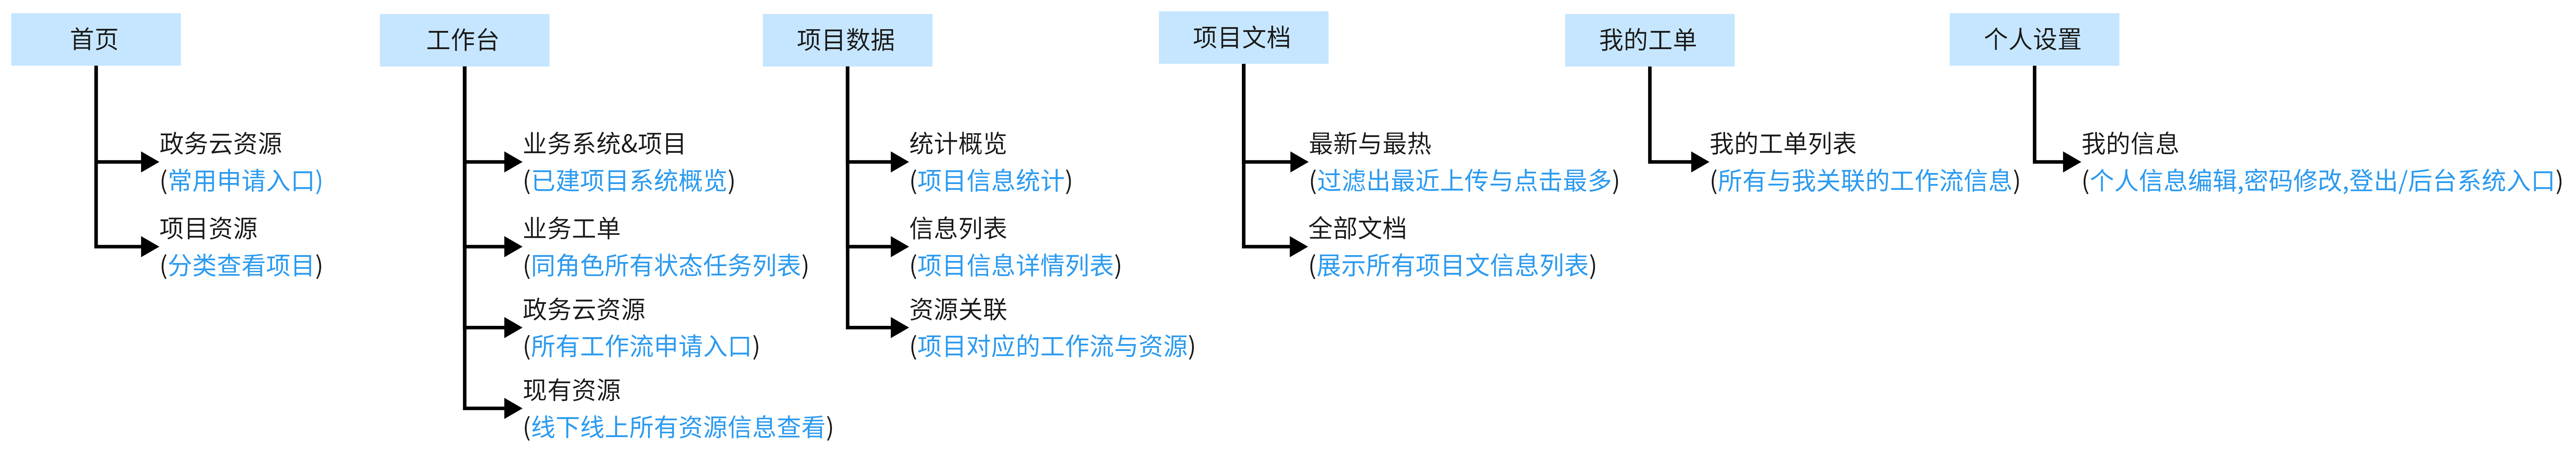 首页
政务云资源
(常用申请入口)
项目资源
(分类查看项目)
工作台
业务系统&项目
(已建项目系统概览)
业务工单
(同角色所有状态任务列表)
政务云资源
(所有工作流申请入口)
现有资源
(线下线上所有资源信息查看)
项目数据
统计概览
(项目信息统计)
信息列表
(项目信息详情列表)
资源关联
(项目对应的工作流与资源)
项目文档
最新与最热
(过滤出最近上传与点击最多)
全部文档
(展示所有项目文信息列表)
我的工单
我的工单列表
(所有与我关联的工作流信息)
个人设置
我的信息
(个人信息编辑,密码修改,登出/后台系统入口)